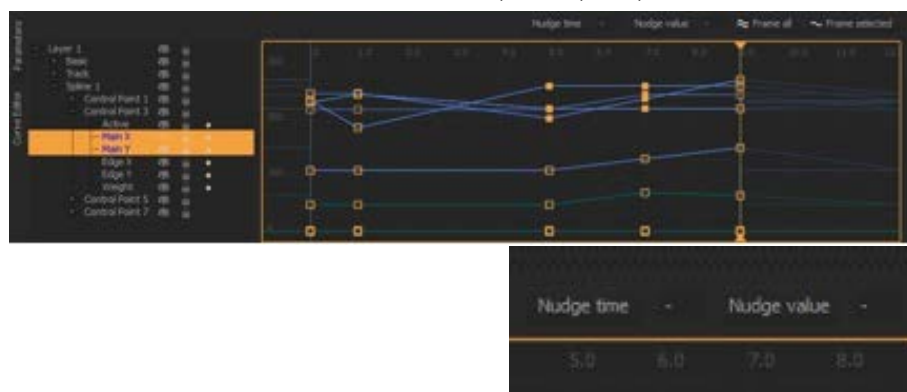 Nudge time - Nudge value - Frame all Frame selected
Parameters
Curve Editor
Layer 1
Basic
Track
Spline 1
Control Point 1
Control Point 3
Active
Main X
Main Y
Edge X
Edge Y
Weight
Control Point 5
Control Point 7
Nudge time - Nudge value -
5.0 6.0 7.0 8.0